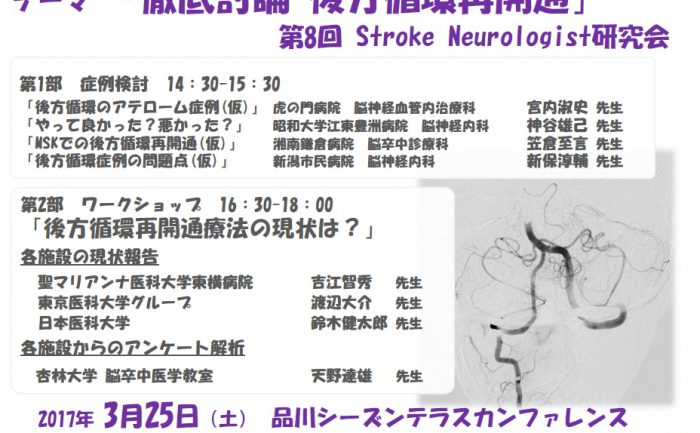 テーマ 「徹底討論 後方循環再開通」
第8回 Stroke Neurologist研究会
第1部 症例検討 14：30-15：30
「後方循環のアテローム症例(仮)」 虎の門病院 脳神経血管内治療科 宮内淑史 先生
「やって良かった？悪かった？」 昭和大学江東豊洲病院 脳神経内科 神谷雄己 先生
「NSKでの後方循環再開通(仮)」 湘南鎌倉病院 脳卒中診療科 笠倉至言 先生
「後方循環症例の問題点(仮)」 新潟市民病院 脳神経内科 新保淳輔 先生
第2部 ワークショップ 16：30-18：00
「後方循環再開通療法の現状は？」
各施設の現状報告
聖マリアンナ医科大学東横病院 吉江智秀 先生
東京医科大学グループ 渡辺大介 先生
日本医科大学 鈴木健太郎 先生
各施設からのアンケート解析
杏林大学 脳卒中医学教室 天野達雄 先生
2017年 3月25日（土） 品川シーズンテラスカンファレンス